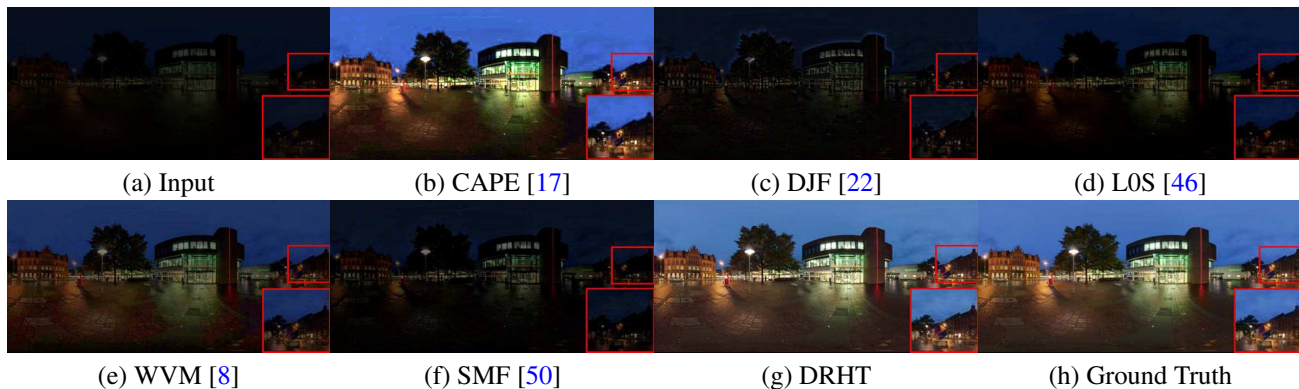 (a) Input (b) CAPE [17] (c) DJF [22] (d) L0S [46]
(e) WVM [8] (f) SMF [50] (g) DRHT (h) Ground Truth